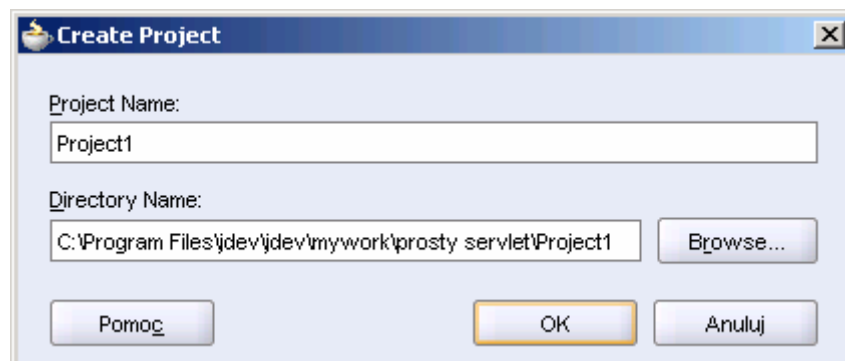 Create Project
Project Name:
Project1
Directory Name:
C:\Program Files\jdev\jdev\mywork\prosty servlet\Project1
Browse...
Pomoc
OK
Anuluj